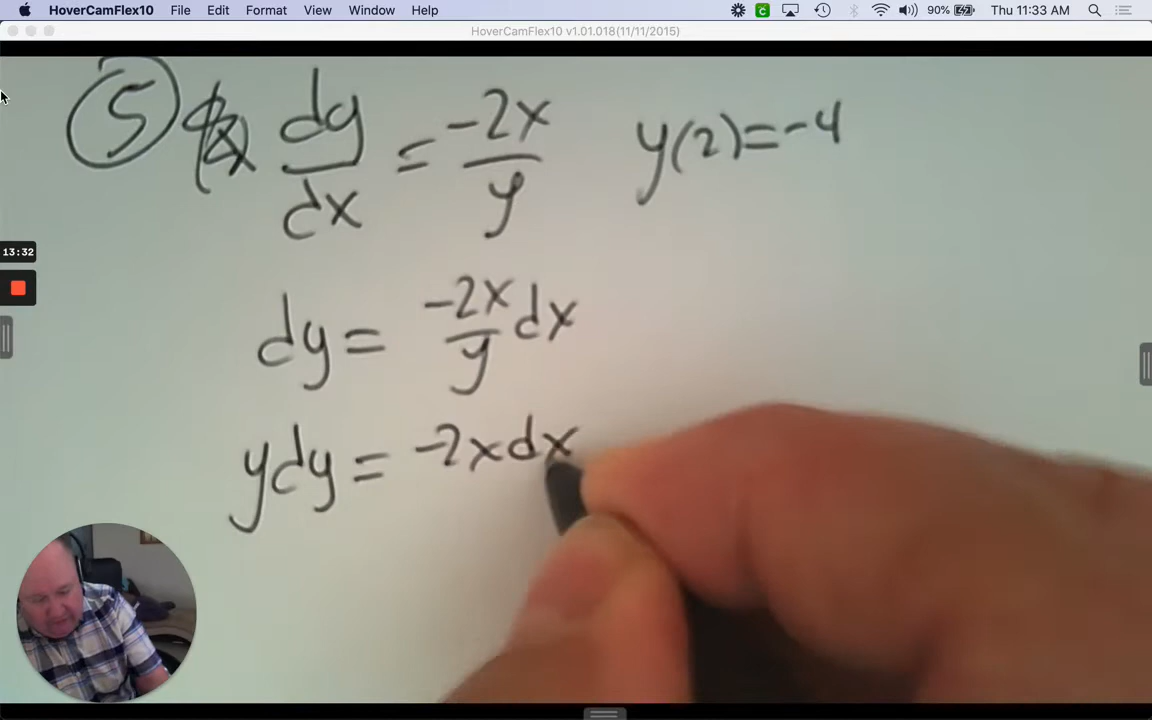 HoverCamFlex10 File Edit Format View Window Help 90% Thu 11:33 AM
HoverCamFlex10 v1.01.018(11/11/2015)
5 dy/dx = -2x/y y(2)=-4
13:32
dy = -2x/y dx
ydy = -2xdx